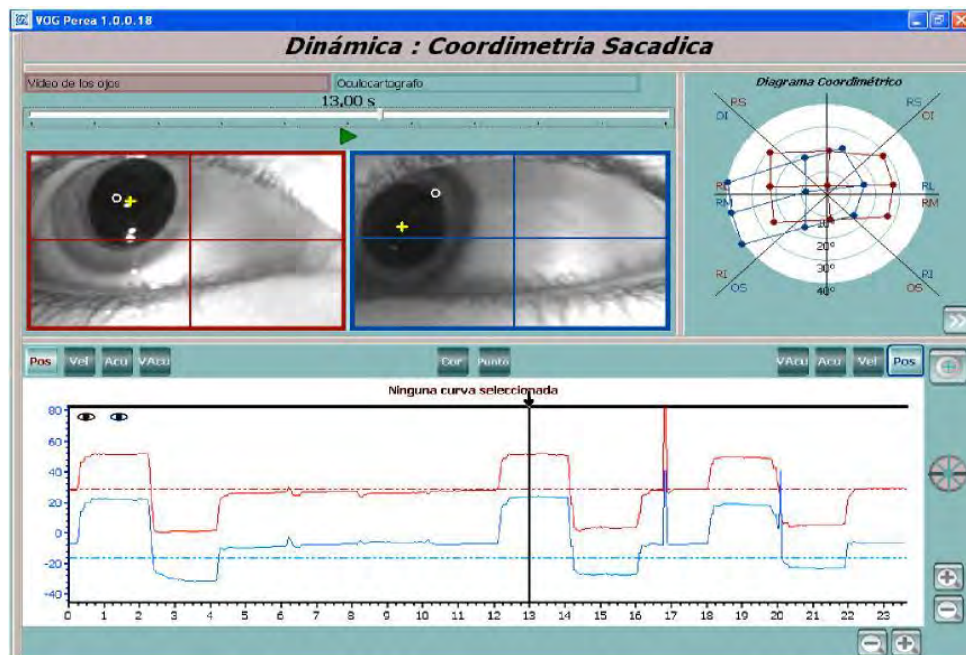 VOG Perea 1.0.0.18
Dinámica : Coordimetria Sacadica
Vídeo de los ojos
Oculocartografo
13,00 s
Diagrama Coordimétrico
RS
OI
RS
OI
RL
RM
RL
RM
10°
20°
30°
40°
RI
OS
RI
OS
>>
Pos
Vel
Acu
VAcu
Cor
Punto
VAcu
Acu
Vel
Pos
Ninguna curva seleccionada
80
60
40
20
0
-20
-40
0 1 2 3 4 5 6 7 8 9 10 11 12 13 14 15 16 17 18 19 20 21 22 23